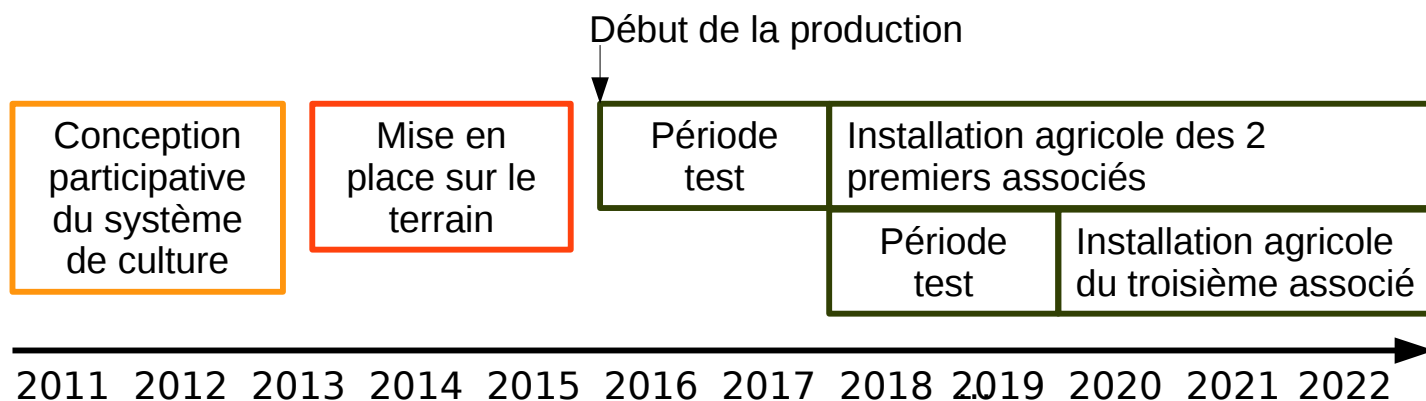 Début de la production
Conception
participative
du système
de culture
Mise en
place sur le
terrain
Période
test
Installation agricole des 2
premiers associés
Période
test
Installation agricole
du troisième associé
2011 2012 2013 2014 2015 2016 2017 2018 2019 2020 2021 2022